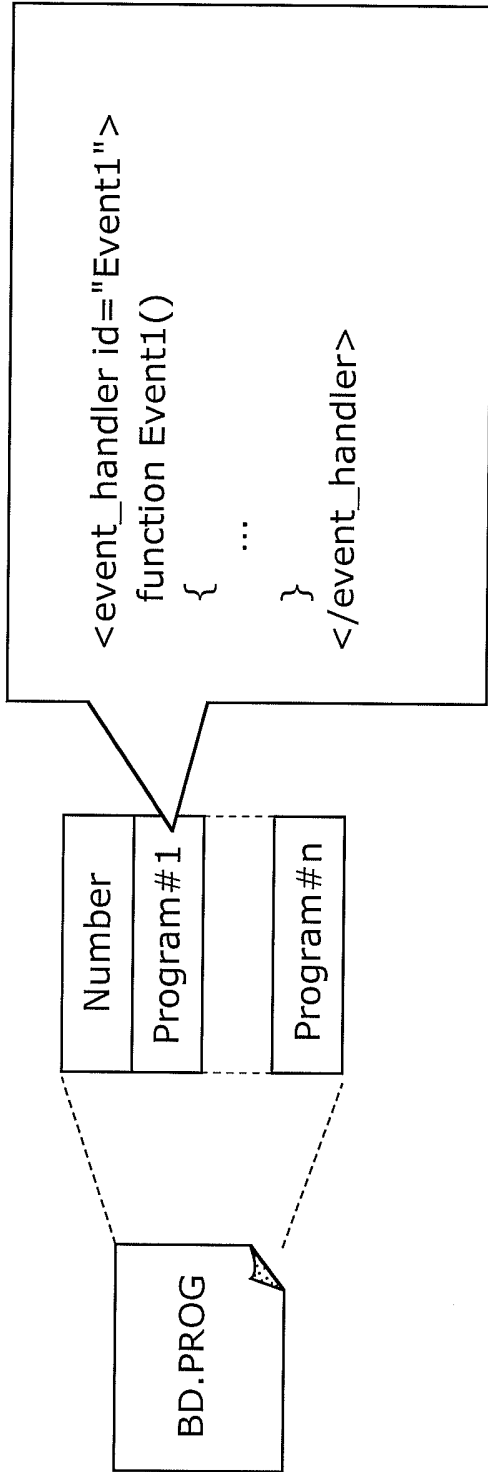 BD.PROG
Number
Program#1
Program#n
<event_handler id="Event1">
function Event1()
{
...
}
</event_handler>